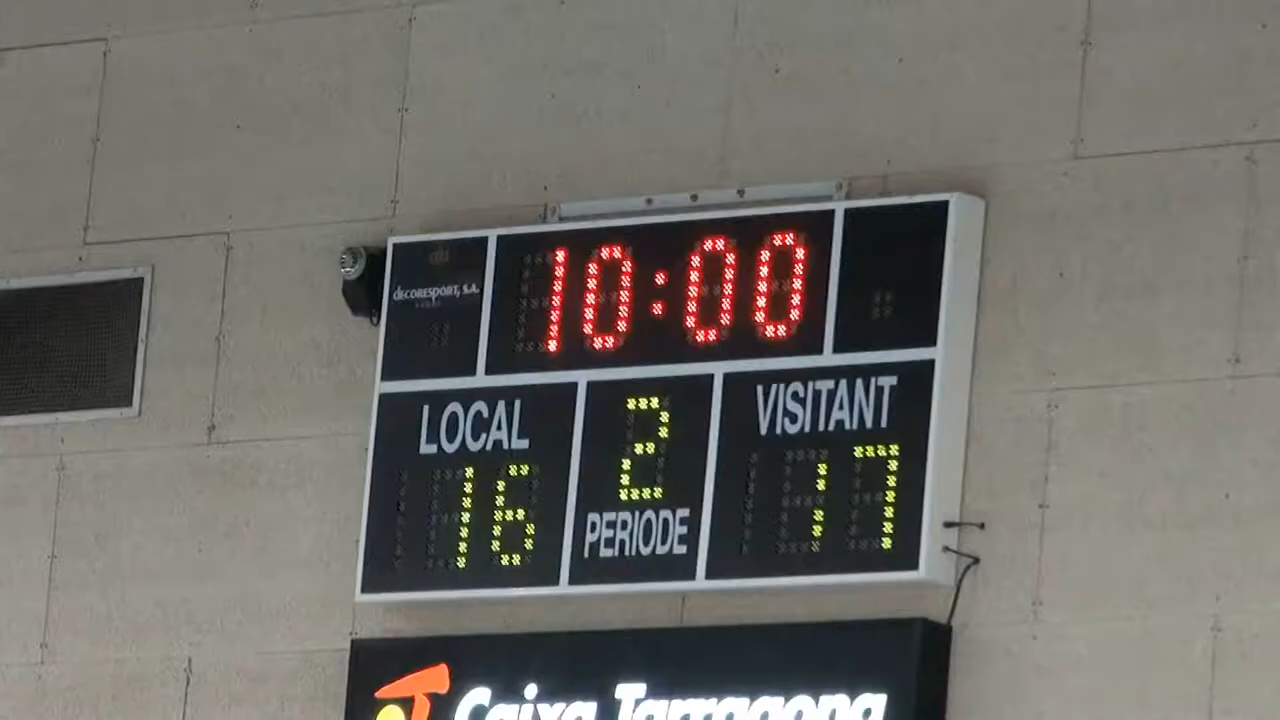 dECORESPORT, S.A.
10:00
LOCAL
VISITANT
16
2
17
PERIODE
Caixa Tarragona